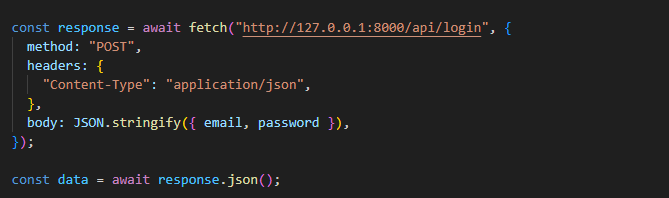 const response = await fetch("http://127.0.0.1:8000/api/login", {
  method: "POST",
  headers: {
    "Content-Type": "application/json",
  },
  body: JSON.stringify({ email, password }),
});

const data = await response.json();